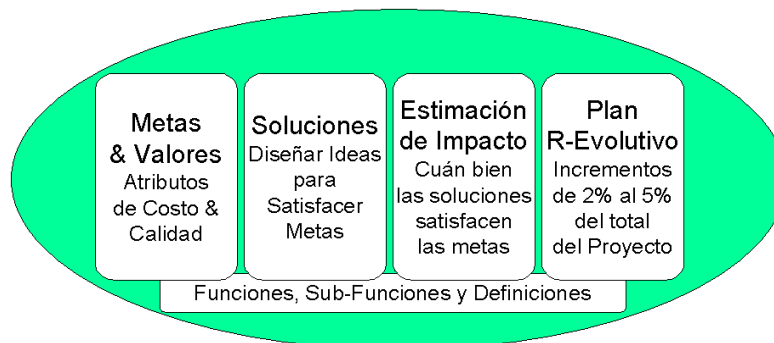 Metas
& Valores
Atributos
de Costo &
Calidad
Soluciones
Diseñar Ideas
para
Satisfacer
Metas
Estimación
de Impacto
Cuán bien
las soluciones
satisfacen
las metas
Plan
R-Evolutivo
Incrementos
de 2% al 5%
del total
del Proyecto
Funciones, Sub-Funciones y Definiciones